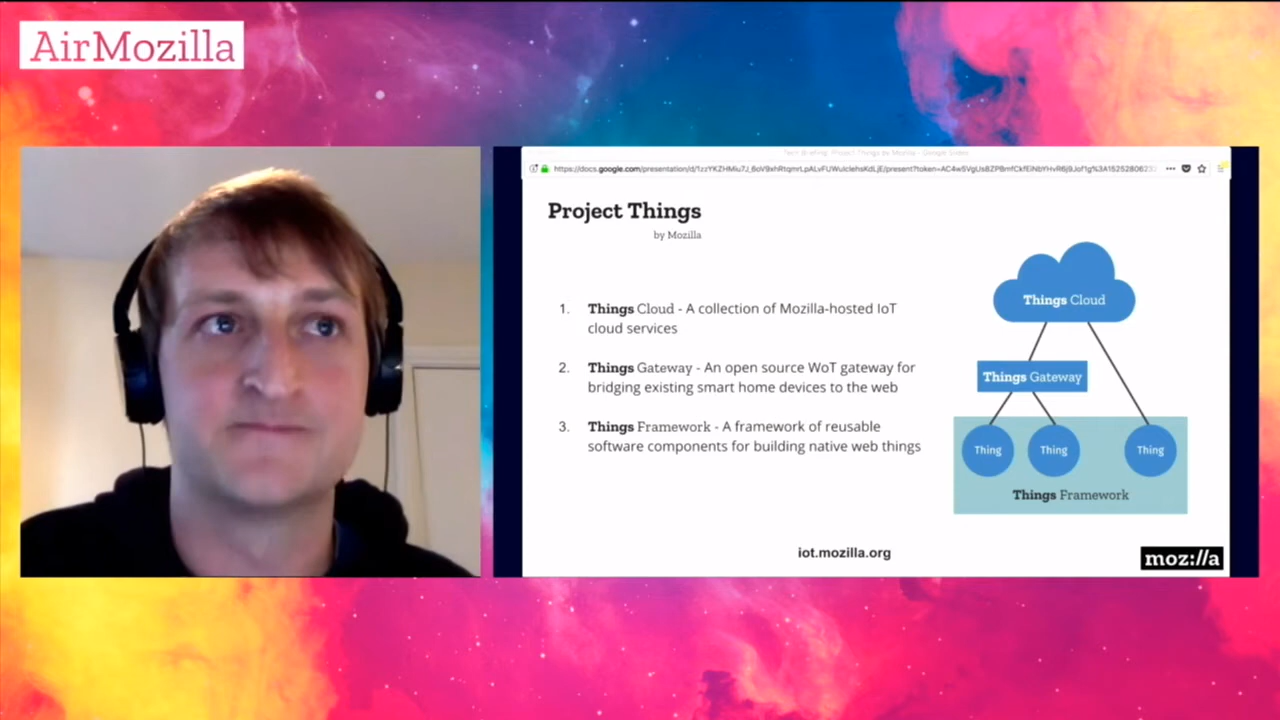 AirMozilla
Project Things
by Mozilla
1. Things Cloud - A collection of Mozilla-hosted IoT
cloud services
2. Things Gateway - An open source WoT gateway for
bridging existing smart home devices to the web
3. Things Framework - A framework of reusable
software components for building native web things
Things Cloud
Things Gateway
Thing
Thing
Thing
Things Framework
iot.mozilla.org
moz://a